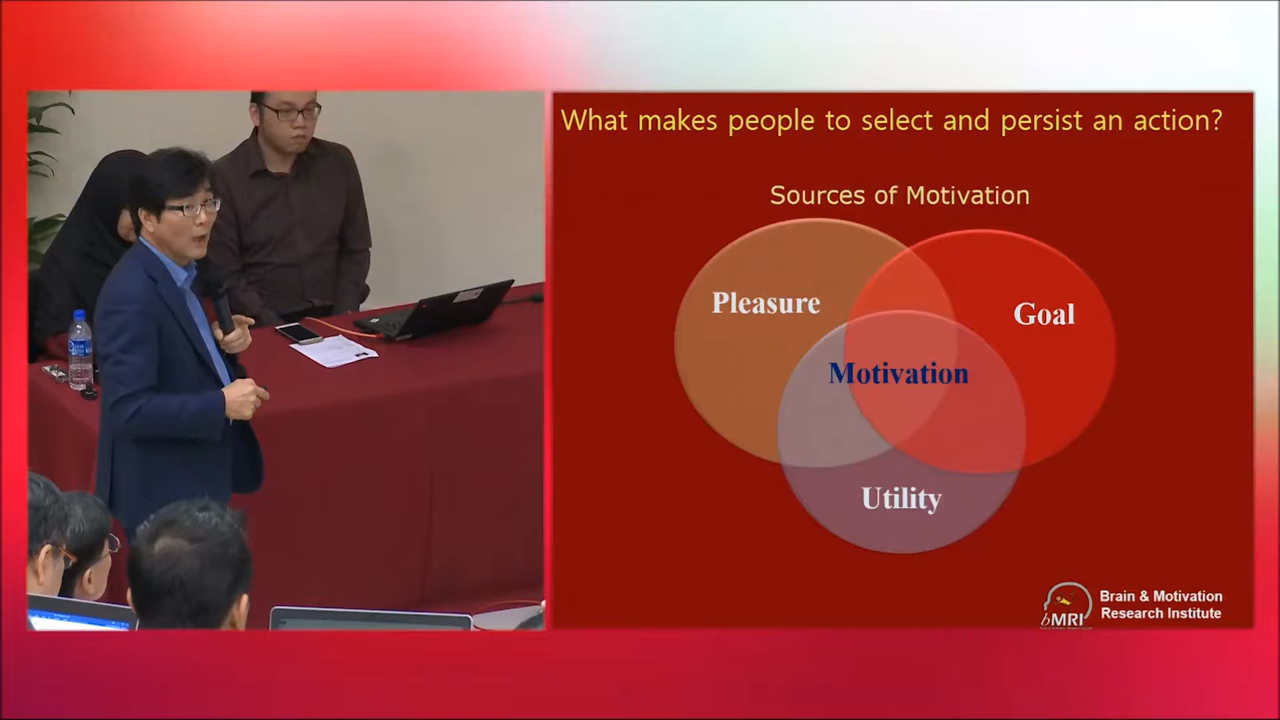 What makes people to select and persist an action?
Sources of Motivation
Pleasure
Goal
Motivation
Utility
bMRI
Brain & Motivation
Research Institute